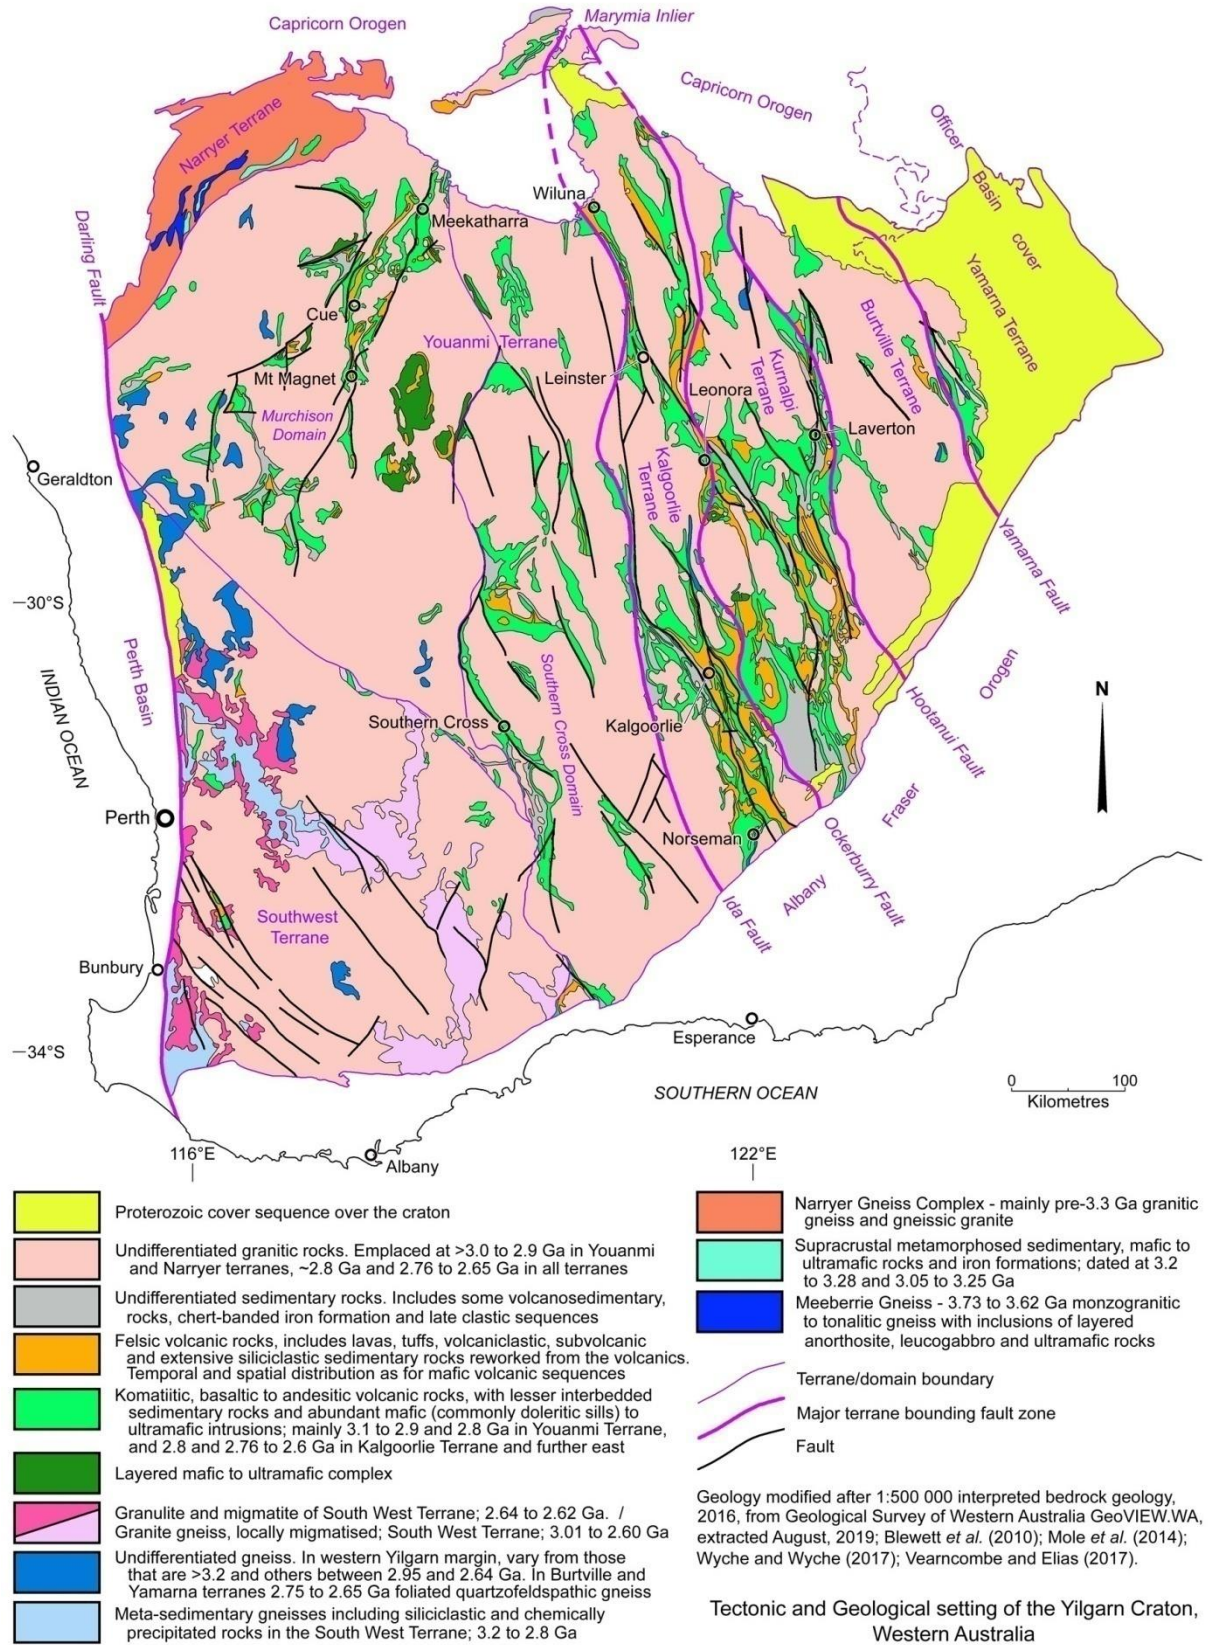 Capricorn Orogen
Marymia Inlier
Capricorn Orogen
Officer
Basin
cover
Narryer Terrane
Yamarna Terrane
Wiluna
Meekatharra
Darling Fault
Cue
Youanmi Terrane
Burtville Terrane
Kurnalpi
Terrane
Leinster
Mt Magnet
Leonora
Murchison
Domain
Laverton
Geraldton
Kalgoorlie
Terrane
Yamarna Fault
30°S
Perth Basin
INDIAN OCEAN
Southern Cross Domain
Orogen
N
Hootanui Fault
Southern Cross
Kalgoorlie
Fraser
Perth
Norseman
Ockerburry Fault
Albany
Ida Fault
Southwest
Terrane
Bunbury
Esperance
34°S
SOUTHERN OCEAN
0 100
Kilometres
116°E
122°E
Albany
Proterozoic cover sequence over the craton
Undifferentiated granitic rocks. Emplaced at >3.0 to 2.9 Ga in Youanmi
and Narryer terranes, ~2.8 Ga and 2.76 to 2.65 Ga in all terranes
Undifferentiated sedimentary rocks. Includes some volcanosedimentary,
rocks, chert-banded iron formation and late clastic sequences
Felsic volcanic rocks, includes lavas, tuffs, volcaniclastic, subvolcanic
and extensive siliciclastic sedimentary rocks reworked from the volcanics.
Temporal and spatial distribution as for mafic volcanic sequences
Komatiitic, basaltic to andesitic volcanic rocks, with lesser interbedded
sedimentary rocks and abundant mafic (commonly doleritic sills) to
ultramafic intrusions; mainly 3.1 to 2.9 and 2.8 Ga in Youanmi Terrane,
and 2.8 and 2.76 to 2.6 Ga in Kalgoorlie Terrane and further east
Layered mafic to ultramafic complex
Granulite and migmatite of South West Terrane; 2.64 to 2.62 Ga. /
Granite gneiss, locally migmatised; South West Terrane; 3.01 to 2.60 Ga
Undifferentiated gneiss. In western Yilgarn margin, vary from those
that are >3.2 and others between 2.95 and 2.64 Ga. In Burtville and
Yamarna terranes 2.75 to 2.65 Ga foliated quartzofeldspathic gneiss
Meta-sedimentary gneisses including siliciclastic and chemically
precipitated rocks in the South West Terrane; 3.2 to 2.8 Ga
Narryer Gneiss Complex - mainly pre-3.3 Ga granitic
gneiss and gneissic granite
Supracrustal metamorphosed sedimentary, mafic to
ultramafic rocks and iron formations; dated at 3.2
to 3.28 and 3.05 to 3.25 Ga
Meeberrie Gneiss - 3.73 to 3.62 Ga monzogranitic
to tonalitic gneiss with inclusions of layered
anorthosite, leucogabbro and ultramafic rocks
Terrane/domain boundary
Major terrane bounding fault zone
Fault
Geology modified after 1:500 000 interpreted bedrock geology,
2016, from Geological Survey of Western Australia GeoVIEW.WA,
extracted August, 2019; Blewett et al. (2010); Mole et al. (2014);
Wyche and Wyche (2017); Vearncombe and Elias (2017).
Tectonic and Geological setting of the Yilgarn Craton,
Western Australia